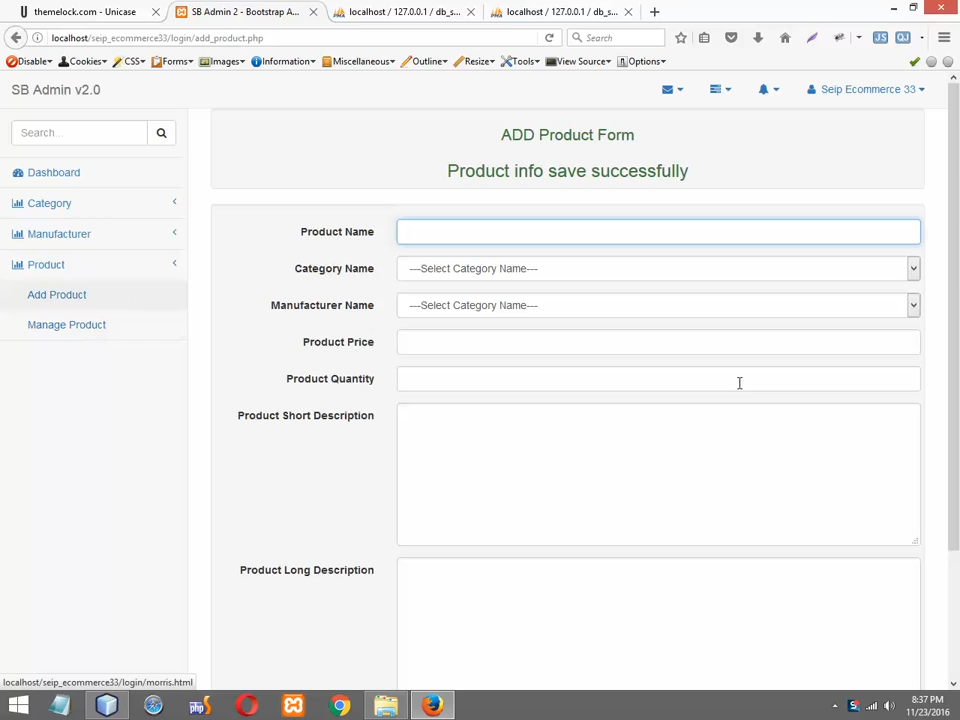 themelock.com - Unicase
SB Admin 2 - Bootstrap A...
localhost / 127.0.0.1 / db_s...
localhost / 127.0.0.1 / db_s...
localhost/seip_ecommerce33/login/add_product.php
Search
Disable
Cookies
CSS
Forms
Images
Information
Miscellaneous
Outline
Resize
Tools
View Source
Options
SB Admin v2.0
Seip Ecommerce 33
Search...
Dashboard
Category
Manufacturer
Product
Add Product
Manage Product
ADD Product Form
Product info save successfully
Product Name
Category Name
---Select Category Name---
Manufacturer Name
---Select Category Name---
Product Price
Product Quantity
Product Short Description
Product Long Description
localhost/seip_ecommerce33/login/morris.html
JS
QJ
php
8:37 PM
11/23/2016